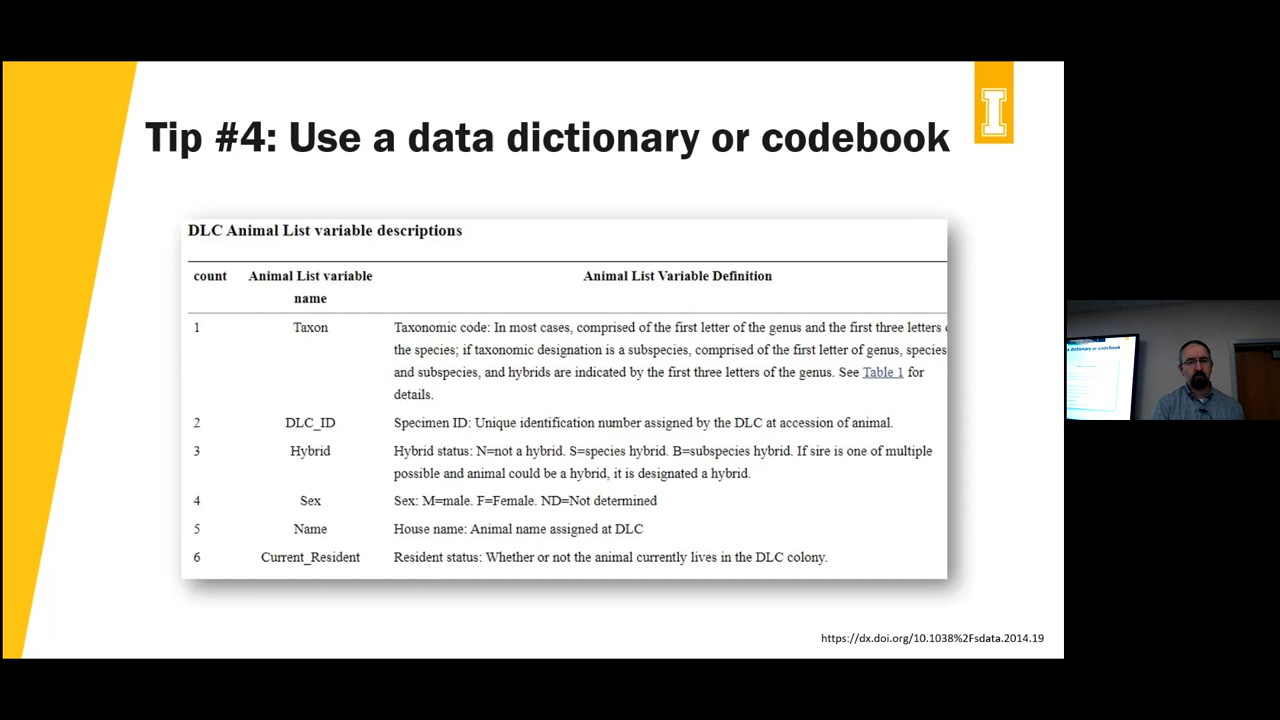 I
Tip #4: Use a data dictionary or codebook
DLC Animal List variable descriptions
count Animal List variable Animal List Variable Definition
name
1 Taxon Taxonomic code: In most cases, comprised of the first letter of the genus and the first three letters
the species; if taxonomic designation is a subspecies, comprised of the first letter of genus, species
and subspecies, and hybrids are indicated by the first three letters of the genus. See Table 1 for
details.
2 DLC_ID Specimen ID: Unique identification number assigned by the DLC at accession of animal.
3 Hybrid Hybrid status: N=not a hybrid. S=species hybrid. B=subspecies hybrid. If sire is one of multiple
possible and animal could be a hybrid, it is designated a hybrid.
4 Sex Sex: M=male. F=Female. ND=Not determined
5 Name House name: Animal name assigned at DLC
6 Current_Resident Resident status: Whether or not the animal currently lives in the DLC colony.
https://dx.doi.org/10.1038%2Fsdata.2014.19
a dictionary or codebook